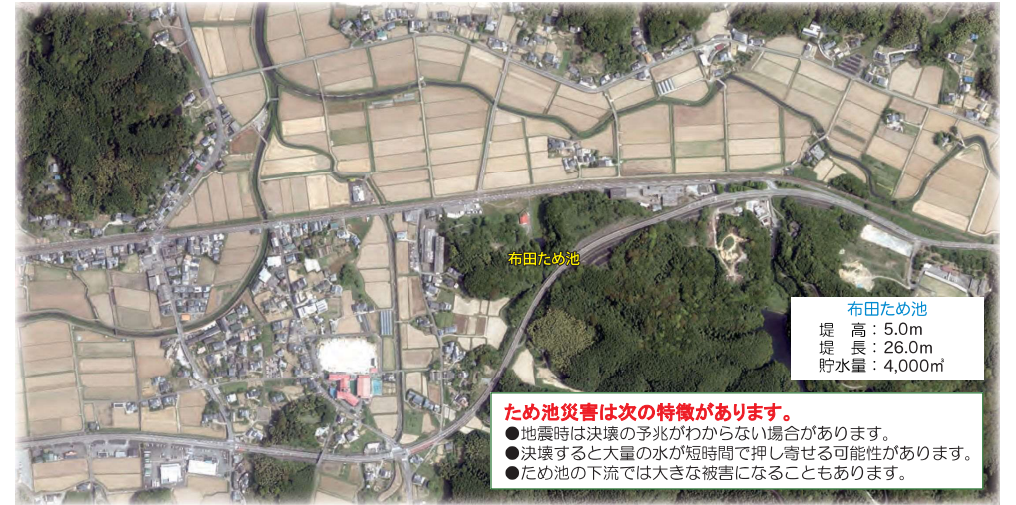 布田ため池
布田ため池
堤　高：5.0m
堤　長：26.0m
貯水量：4,000㎥
ため池災害は次の特徴があります。
●地震時は決壊の予兆がわからない場合があります。
●決壊すると大量の水が短時間で押し寄せる可能性があります。
●ため池の下流では大きな被害になることもあります。